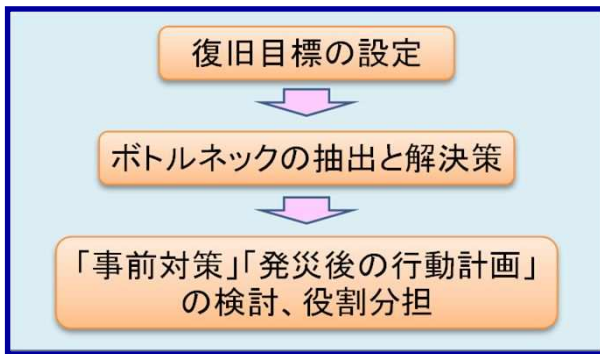 復旧目標の設定
ボトルネックの抽出と解決策
「事前対策」「発災後の行動計画」
の検討、役割分担